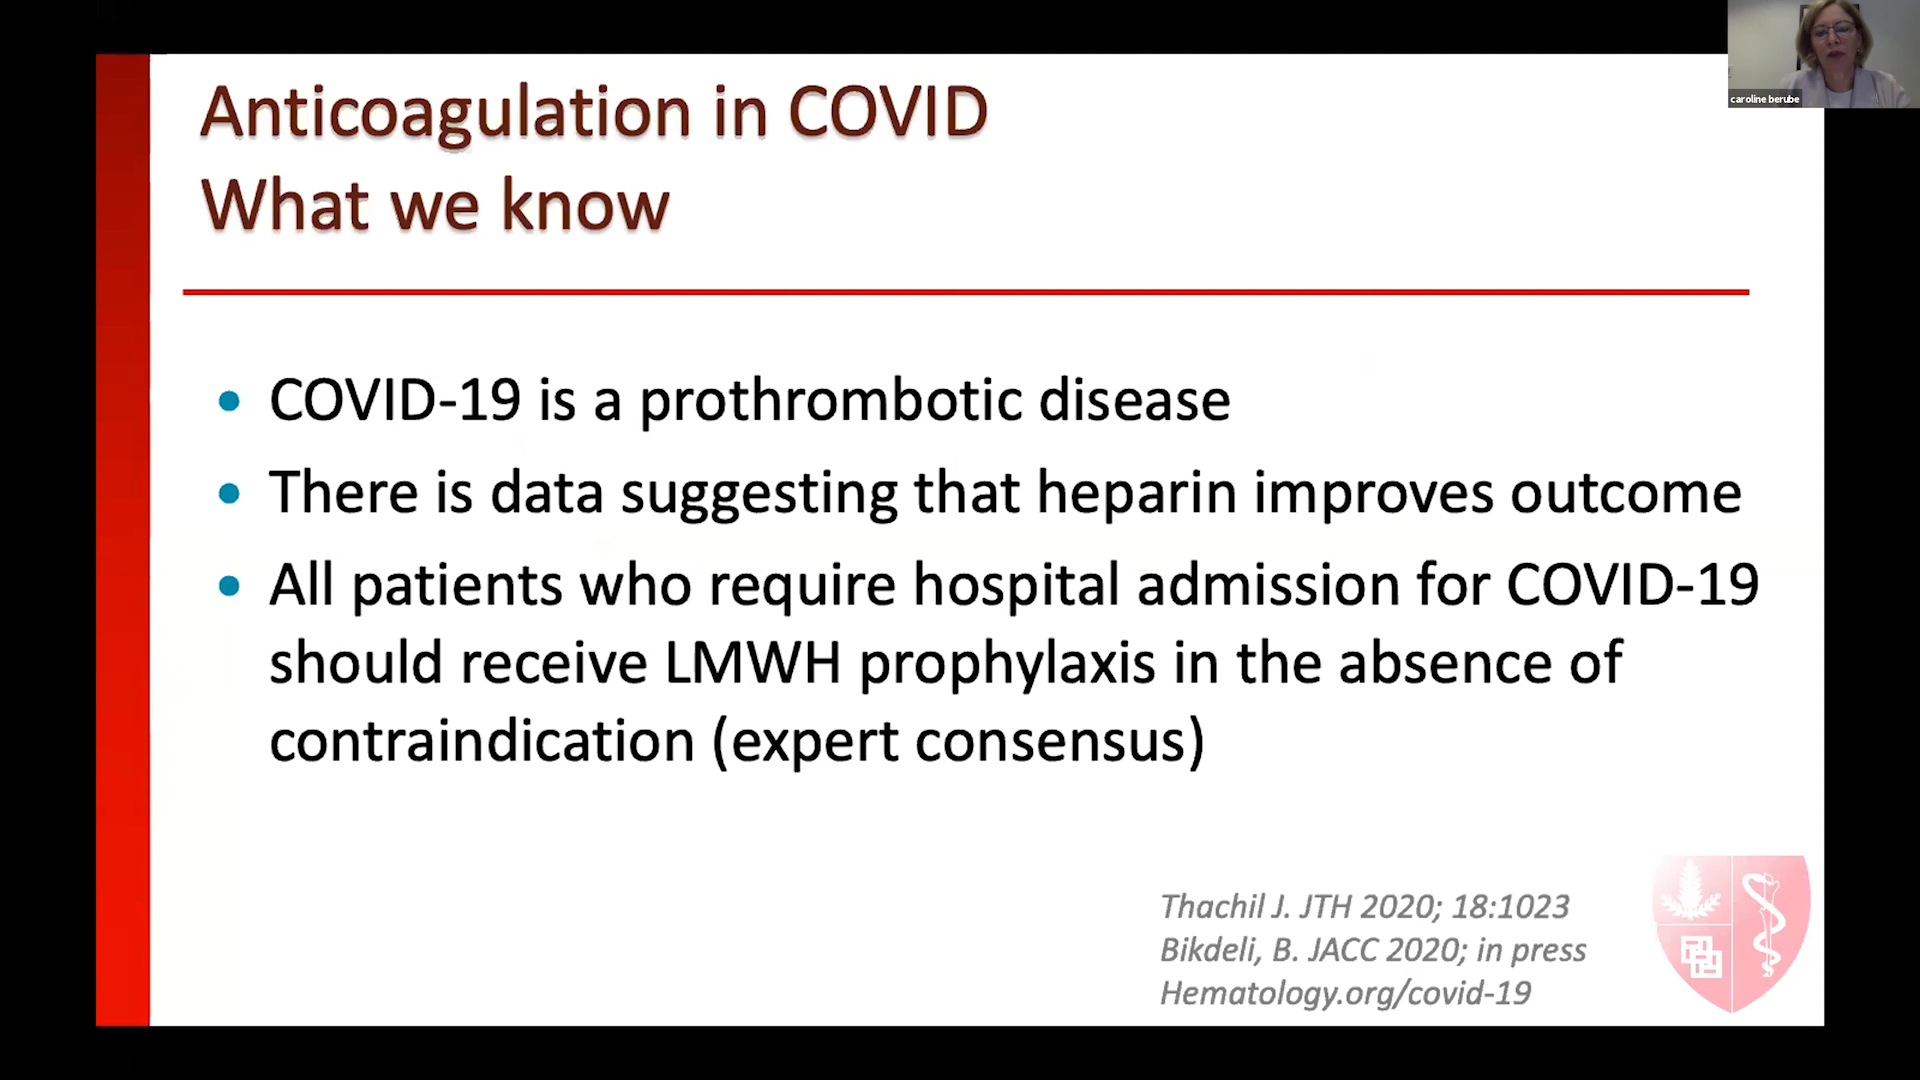 caroline berube
Anticoagulation in COVID
What we know
• COVID-19 is a prothrombotic disease
• There is data suggesting that heparin improves outcome
• All patients who require hospital admission for COVID-19
should receive LMWH prophylaxis in the absence of
contraindication (expert consensus)
Thachil J. JTH 2020; 18:1023
Bikdeli, B. JACC 2020; in press
Hematology.org/covid-19